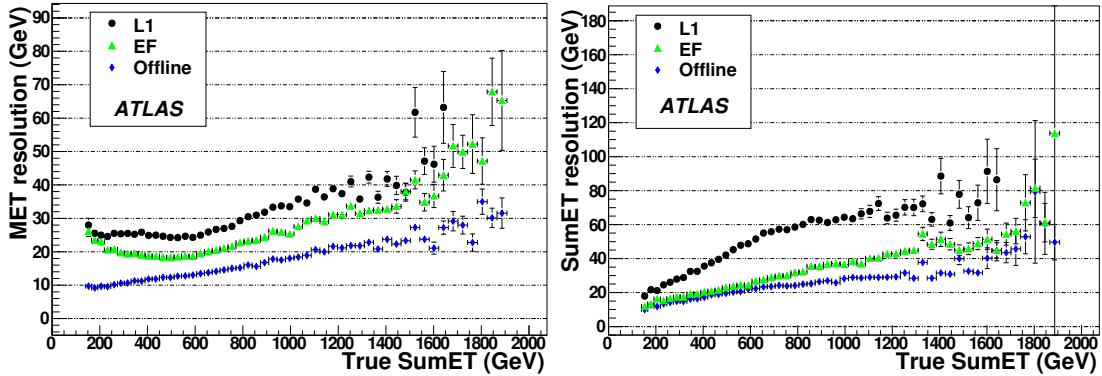 MET resolution (GeV)
90
80
70
60
50
40
30
20
10
0
L1
EF
Offline
ATLAS
0 200 400 600 800 1000 1200 1400 1600 1800 2000
True SumET (GeV)
SumET resolution (GeV)
180
160
140
120
100
80
60
40
20
0
L1
EF
Offline
ATLAS
0 200 400 600 800 1000 1200 1400 1600 1800 2000
True SumET (GeV)